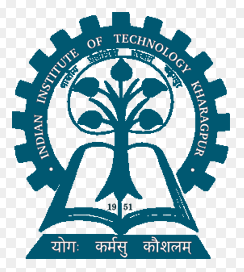 · INDIAN INSTITUTE OF TECHNOLOGY KHARAGPUR ·
19 51
योगः कर्मसु कौशलम्